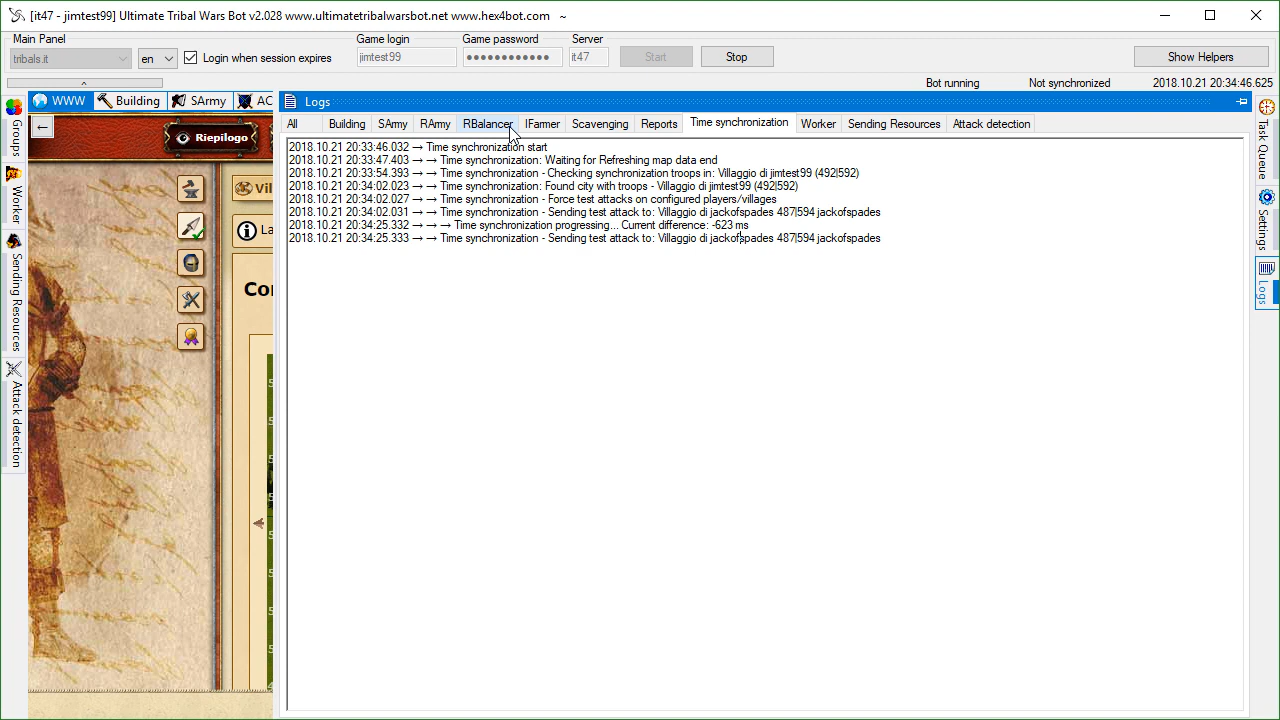 [it47 - jimtest99] Ultimate Tribal Wars Bot v2.028 www.ultimatetribalwarsbot.net www.hex4bot.com ~
Main Panel
tribals.it
en
Login when session expires
Game login
jimtest99
Game password
●●●●●●●●●●●●
Server
it47
Start
Stop
Show Helpers
Bot running
Not synchronized
2018.10.21 20:34:46.625
Groups
Worker
Sending Resources
Attack detection
WWW
Building
SArmy
AC
Riepilogo
Vil
La
Cor
Logs
All
Building
SAmy
RAmy
RBalancer
IFarmer
Scavenging
Reports
Time synchronization
Worker
Sending Resources
Attack detection
2018.10.21 20:33:46.032 → Time synchronization start
2018.10.21 20:33:47.403 → → Time synchronization: Waiting for Refreshing map data end
2018.10.21 20:33:54.393 → → Time synchronization - Checking synchronization troops in: Villaggio di jimtest99 (492|592)
2018.10.21 20:34:02.023 → → Time synchronization: Found city with troops - Villaggio di jimtest99 (492|592)
2018.10.21 20:34:02.027 → → Time synchronization - Force test attacks on configured players/villages
2018.10.21 20:34:02.031 → → Time synchronization - Sending test attack to: Villaggio di jackofspades 487|594 jackofspades
2018.10.21 20:34:25.332 → → → Time synchronization progressing... Current difference: -623 ms
2018.10.21 20:34:25.333 → → Time synchronization - Sending test attack to: Villaggio di jackofspades 487|594 jackofspades
Task Queue
Settings
Logs